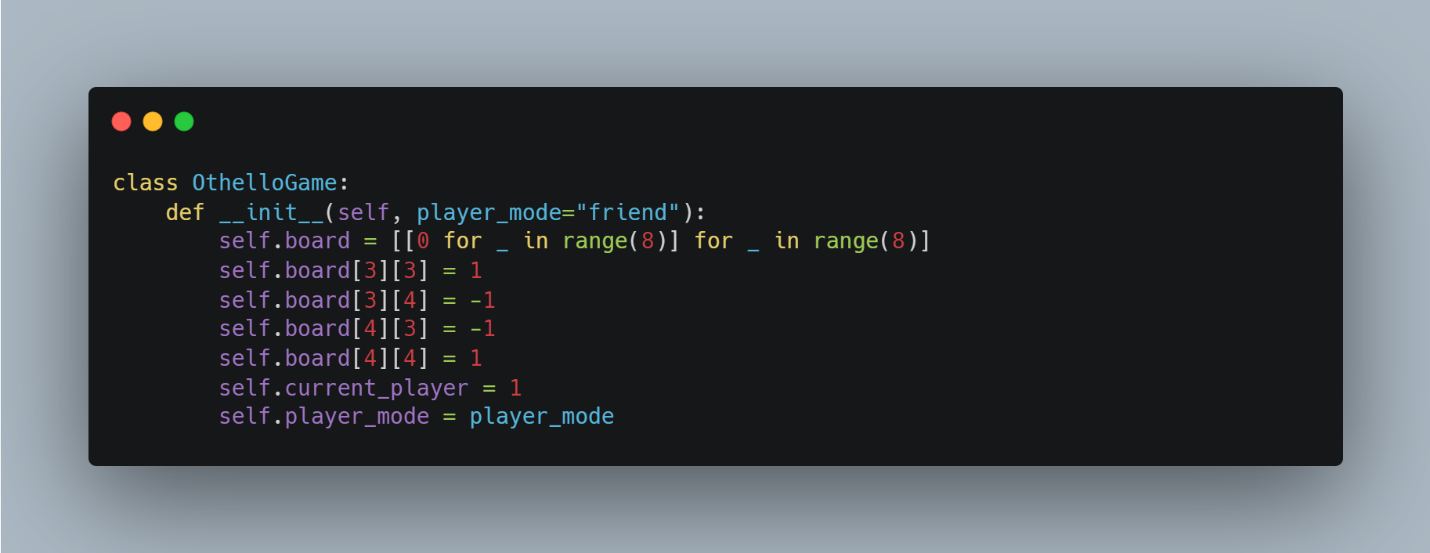 class OthelloGame:
    def __init__(self, player_mode="friend"):
        self.board = [[0 for _ in range(8)] for _ in range(8)]
        self.board[3][3] = 1
        self.board[3][4] = -1
        self.board[4][3] = -1
        self.board[4][4] = 1
        self.current_player = 1
        self.player_mode = player_mode